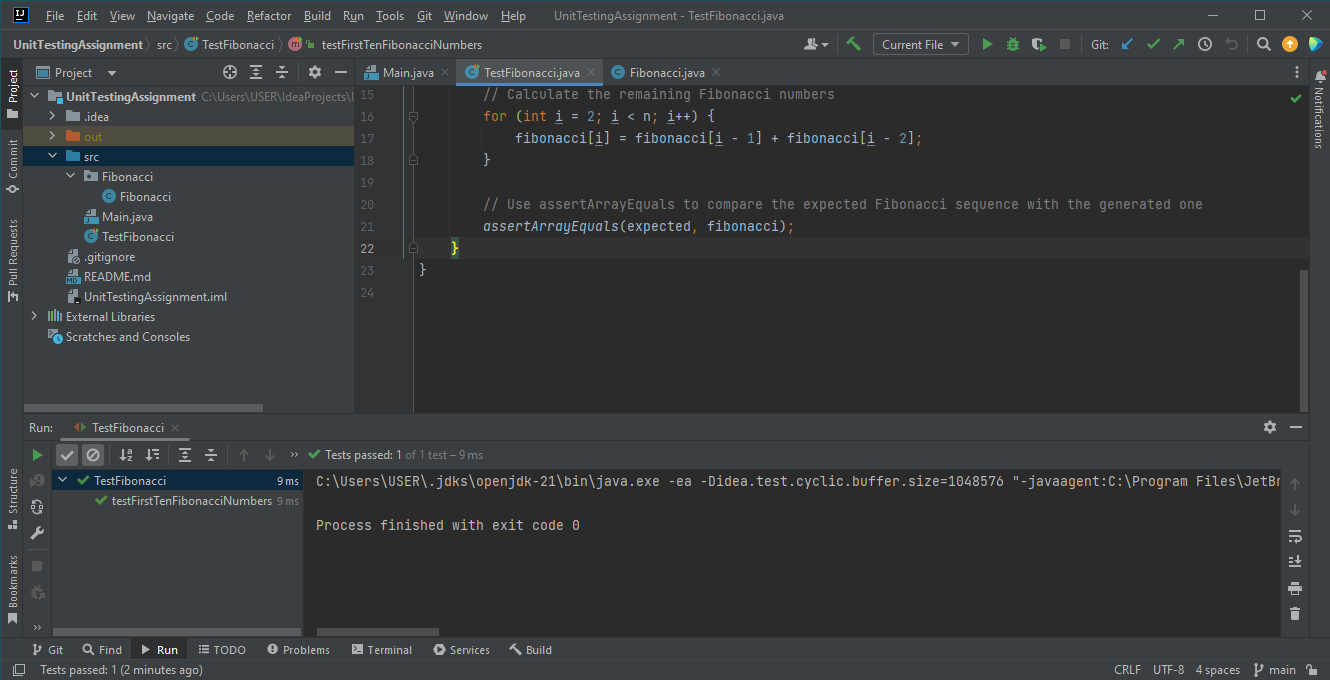 File Edit View Navigate Code Refactor Build Run Tools Git Window Help UnitTestingAssignment - TestFibonacci.java
UnitTestingAssignment src TestFibonacci testFirstTenFibonacciNumbers Current File Git:
Project
Main.java TestFibonacci.java Fibonacci.java
UnitTestingAssignment C:\Users\USER\IdeaProjects\
.idea
out
src
Fibonacci
Fibonacci
Main.java
TestFibonacci
.gitignore
README.md
UnitTestingAssignment.iml
External Libraries
Scratches and Consoles
Project
Commit
Pull Requests
Structure
Bookmarks
Notifications
15 // Calculate the remaining Fibonacci numbers
16 for (int i = 2; i < n; i++) {
17 fibonacci[i] = fibonacci[i - 1] + fibonacci[i - 2];
18 }
19
20 // Use assertArrayEquals to compare the expected Fibonacci sequence with the generated one
21 assertArrayEquals(expected, fibonacci);
22 }
23 }
24
Run: TestFibonacci
Tests passed: 1 of 1 test – 9 ms
TestFibonacci 9 ms
testFirstTenFibonacciNumbers 9 ms
C:\Users\USER\.jdks\openjdk-21\bin\java.exe -ea -Didea.test.cyclic.buffer.size=1048576 "-javaagent:C:\Program Files\JetBr
Process finished with exit code 0
Git Find Run TODO Problems Terminal Services Build
Tests passed: 1 (2 minutes ago) CRLF UTF-8 4 spaces main